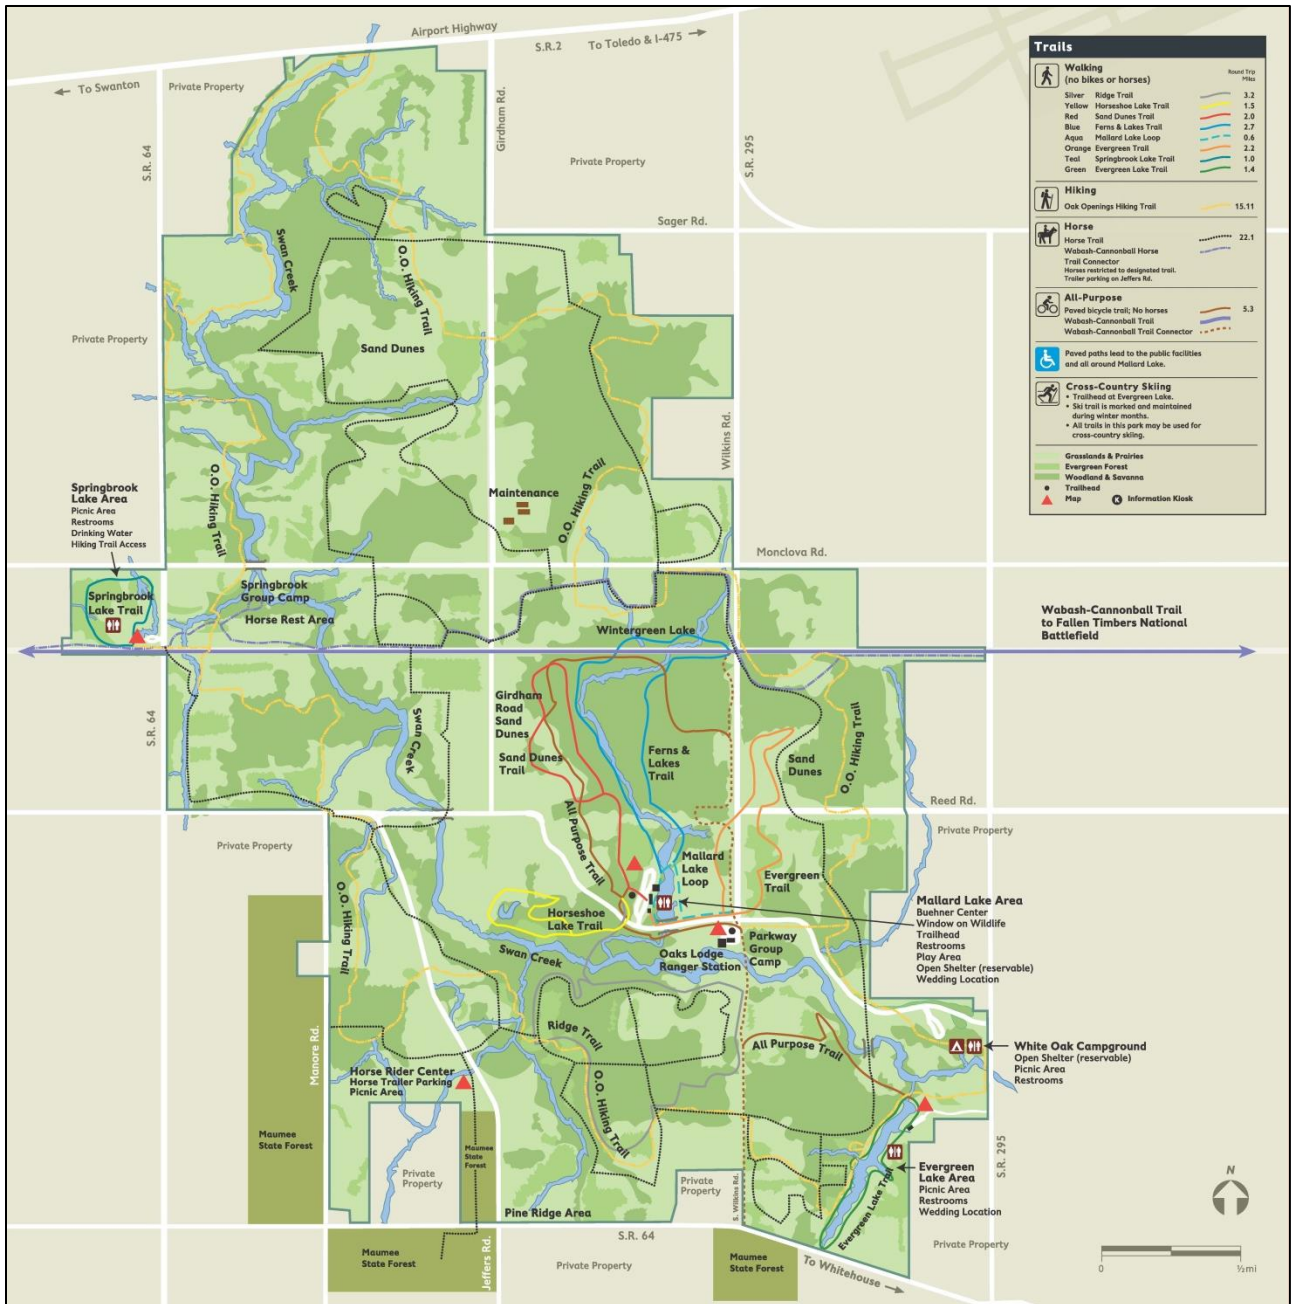 Airport Highway
S.R.2
To Toledo & I-475
To Swanton
Private Property
S.R. 64
Girdham Rd.
S.R. 295
Private Property
Sager Rd.
Swan Creek
O.O. Hiking Trail
Private Property
Sand Dunes
Wilkins Rd.
O.O. Hiking Trail
Maintenance
O.O. Hiking Trail
Monclova Rd.
Springbrook
Lake Area
Picnic Area
Restrooms
Drinking Water
Hiking Trail Access
Springbrook
Lake Trail
Springbrook
Group Camp
Horse Rest Area
Wintergreen Lake
Wabash-Cannonball Trail
to Fallen Timbers National
Battlefield
S.R. 64
Swan Creek
Girdham
Road
Sand
Dunes
Sand Dunes
Trail
Ferns &
Lakes
Trail
Sand
Dunes
O.O. Hiking Trail
Reed Rd.
Private Property
Private Property
All Purpose Trail
Mallard
Lake
Loop
Evergreen
Trail
O.O. Hiking Trail
Horseshoe
Lake Trail
Swan Creek
Oaks Lodge
Ranger Station
Parkway
Group
Camp
Mallard Lake Area
Buehner Center
Window on Wildlife
Trailhead
Restrooms
Play Area
Open Shelter (reservable)
Wedding Location
Manore Rd.
Ridge Trail
All Purpose Trail
O.O. Hiking Trail
White Oak Campground
Open Shelter (reservable)
Picnic Area
Restrooms
Horse Rider Center
Horse Trailer Parking
Picnic Area
Maumee
State Forest
Maumee
State
Forest
Private
Property
Private
Property
S. Wilkins Rd.
Pine Ridge Area
S.R. 64
Jeffers Rd.
Maumee
State Forest
Private Property
Maumee
State Forest
To Whitehouse
Evergreen Lake Trail
Evergreen
Lake Area
Picnic Area
Restrooms
Wedding Location
S.R. 295
Private Property
N
0 ½mi
Trails
Walking
(no bikes or horses)
Round Trip
Miles
Silver Ridge Trail 3.2
Yellow Horseshoe Lake Trail 1.5
Red Sand Dunes Trail 2.0
Blue Ferns & Lakes Trail 2.7
Aqua Mallard Lake Loop 0.6
Orange Evergreen Trail 2.2
Teal Springbrook Lake Trail 1.0
Green Evergreen Lake Trail 1.4
Hiking
Oak Openings Hiking Trail 15.11
Horse
Horse Trail 22.1
Wabash-Cannonball Horse
Trail Connector
Horses restricted to designated trail.
Trailer parking on Jeffers Rd.
All-Purpose
Paved bicycle trail; No horses 5.3
Wabash-Cannonball Trail
Wabash-Cannonball Trail Connector
Paved paths lead to the public facilities
and all around Mallard Lake.
Cross-Country Skiing
• Trailhead at Evergreen Lake.
• Ski trail is marked and maintained
during winter months.
• All trails in this park may be used for
cross-country skiing.
Grasslands & Prairies
Evergreen Forest
Woodland & Savanna
Trailhead
Map K Information Kiosk